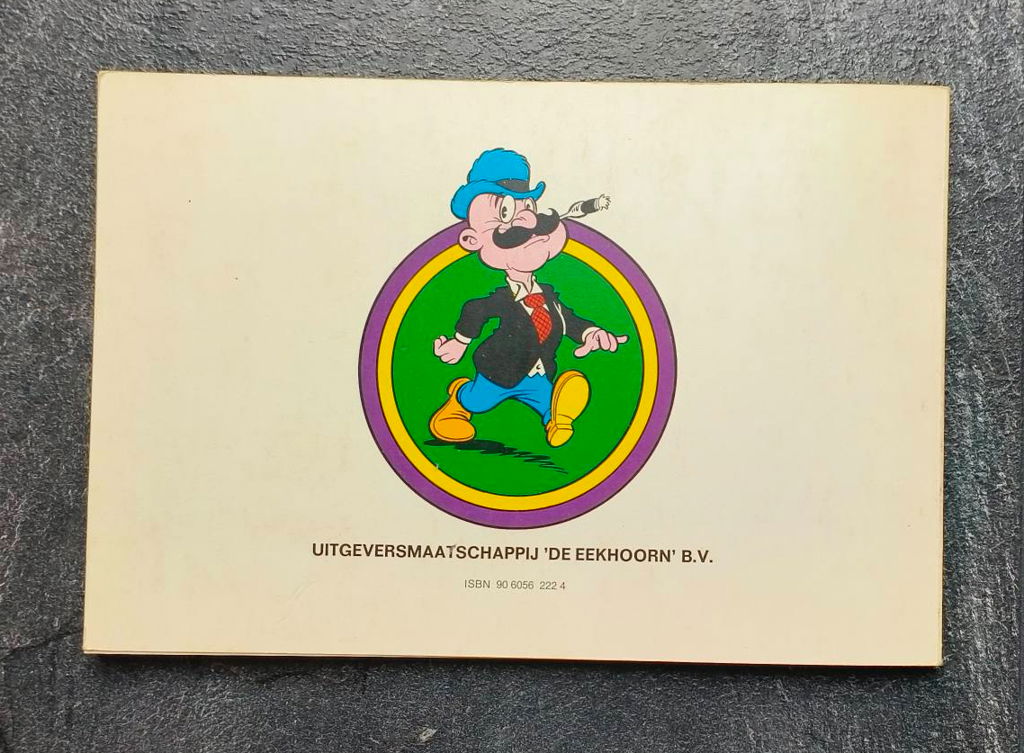 UITGEVERSMAATSCHAPPIJ 'DE EEKHOORN' B.V.
ISBN 90 6056 222 4